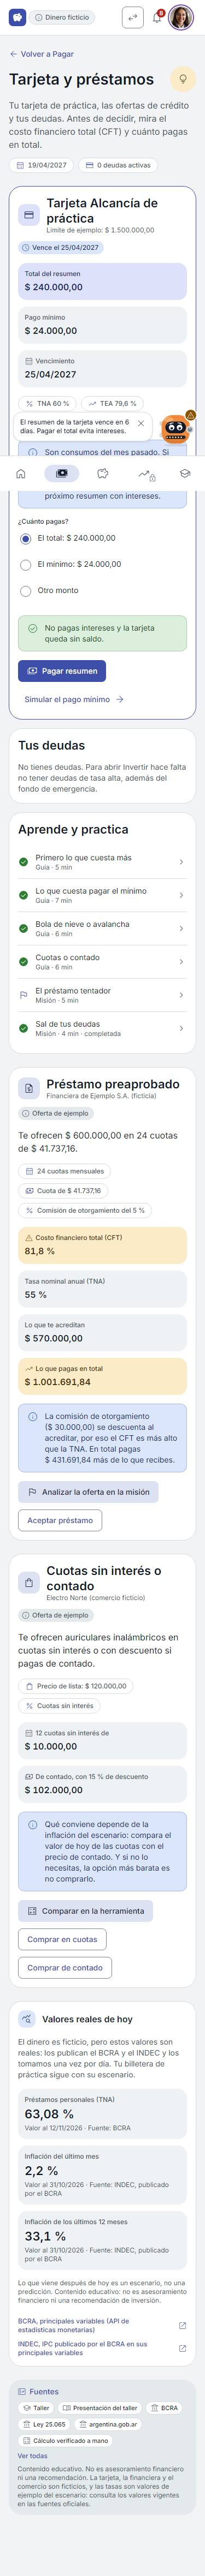 Dinero ficticio
8
Volver a Pagar
Tarjeta y préstamos
Tu tarjeta de práctica, las ofertas de crédito
y tus deudas. Antes de decidir, mira el
costo financiero total (CFT) y cuánto pagas
en total.
19/04/2027
0 deudas activas
Tarjeta Alcancía de
práctica
Límite de ejemplo: $ 1.500.000,00
Vence el 25/04/2027
Total del resumen
$ 240.000,00
Pago mínimo
$ 24.000,00
Vencimiento
25/04/2027
TNA 60 %
TEA 79,6 %
El resumen de la tarjeta vence en 6
días. Pagar el total evita intereses.
Son consumos del mes pasado. Si
próximo resumen con intereses.
¿Cuánto pagas?
El total: $ 240.000,00
El mínimo: $ 24.000,00
Otro monto
No pagas intereses y la tarjeta
queda sin saldo.
Pagar resumen
Simular el pago mínimo
Tus deudas
No tienes deudas. Para abrir Invertir hace falta
no tener deudas de tasa alta, además del
fondo de emergencia.
Aprende y practica
Primero lo que cuesta más
Guía · 5 min
Lo que cuesta pagar el mínimo
Guía · 7 min
Bola de nieve o avalancha
Guía · 6 min
Cuotas o contado
Guía · 6 min
El préstamo tentador
Misión · 5 min
Sal de tus deudas
Misión · 4 min · completada
Préstamo preaprobado
Financiera de Ejemplo S.A. (ficticia)
Oferta de ejemplo
Te ofrecen $ 600.000,00 en 24 cuotas
de $ 41.737,16.
24 cuotas mensuales
Cuota de $ 41.737,16
Comisión de otorgamiento del 5 %
Costo financiero total (CFT)
81,8 %
Tasa nominal anual (TNA)
55 %
Lo que te acreditan
$ 570.000,00
Lo que pagas en total
$ 1.001.691,84
La comisión de otorgamiento
($ 30.000,00) se descuenta al
acreditar, por eso el CFT es más alto
que la TNA. En total pagas
$ 431.691,84 más de lo que recibes.
Analizar la oferta en la misión
Aceptar préstamo
Cuotas sin interés o
contado
Electro Norte (comercio ficticio)
Oferta de ejemplo
Te ofrecen auriculares inalámbricos en
cuotas sin interés o con descuento si
pagas de contado.
Precio de lista: $ 120.000,00
Cuotas sin interés
12 cuotas sin interés de
$ 10.000,00
De contado, con 15 % de descuento
$ 102.000,00
Qué conviene depende de la
inflación del escenario: compara el
valor de hoy de las cuotas con el
precio de contado. Y si no lo
necesitas, la opción más barata es
no comprarlo.
Comparar en la herramienta
Comprar en cuotas
Comprar de contado
Valores reales de hoy
El dinero es ficticio, pero estos valores son
reales: los publican el BCRA y el INDEC y los
tomamos una vez por día. Tu billetera de
práctica sigue con su escenario.
Préstamos personales (TNA)
63,08 %
Valor al 12/11/2026 · Fuente: BCRA
Inflación del último mes
2,2 %
Valor al 31/10/2026 · Fuente: INDEC, publicado
por el BCRA
Inflación de los últimos 12 meses
33,1 %
Valor al 31/10/2026 · Fuente: INDEC, publicado
por el BCRA
Lo que viene después de hoy es un escenario, no una
predicción. Contenido educativo: no es asesoramiento
financiero ni una recomendación de inversión.
BCRA, principales variables (API de
estadísticas monetarias)
INDEC, IPC publicado por el BCRA en sus
principales variables
Fuentes
Taller
Presentación del taller
BCRA
Ley 25.065
argentina.gob.ar
Cálculo verificado a mano
Ver todas
Contenido educativo. No es asesoramiento financiero
ni una recomendación. La tarjeta, la financiera y el
comercio son ficticios, y las tasas son valores de
ejemplo del escenario: consulta los valores vigentes
en las fuentes oficiales.